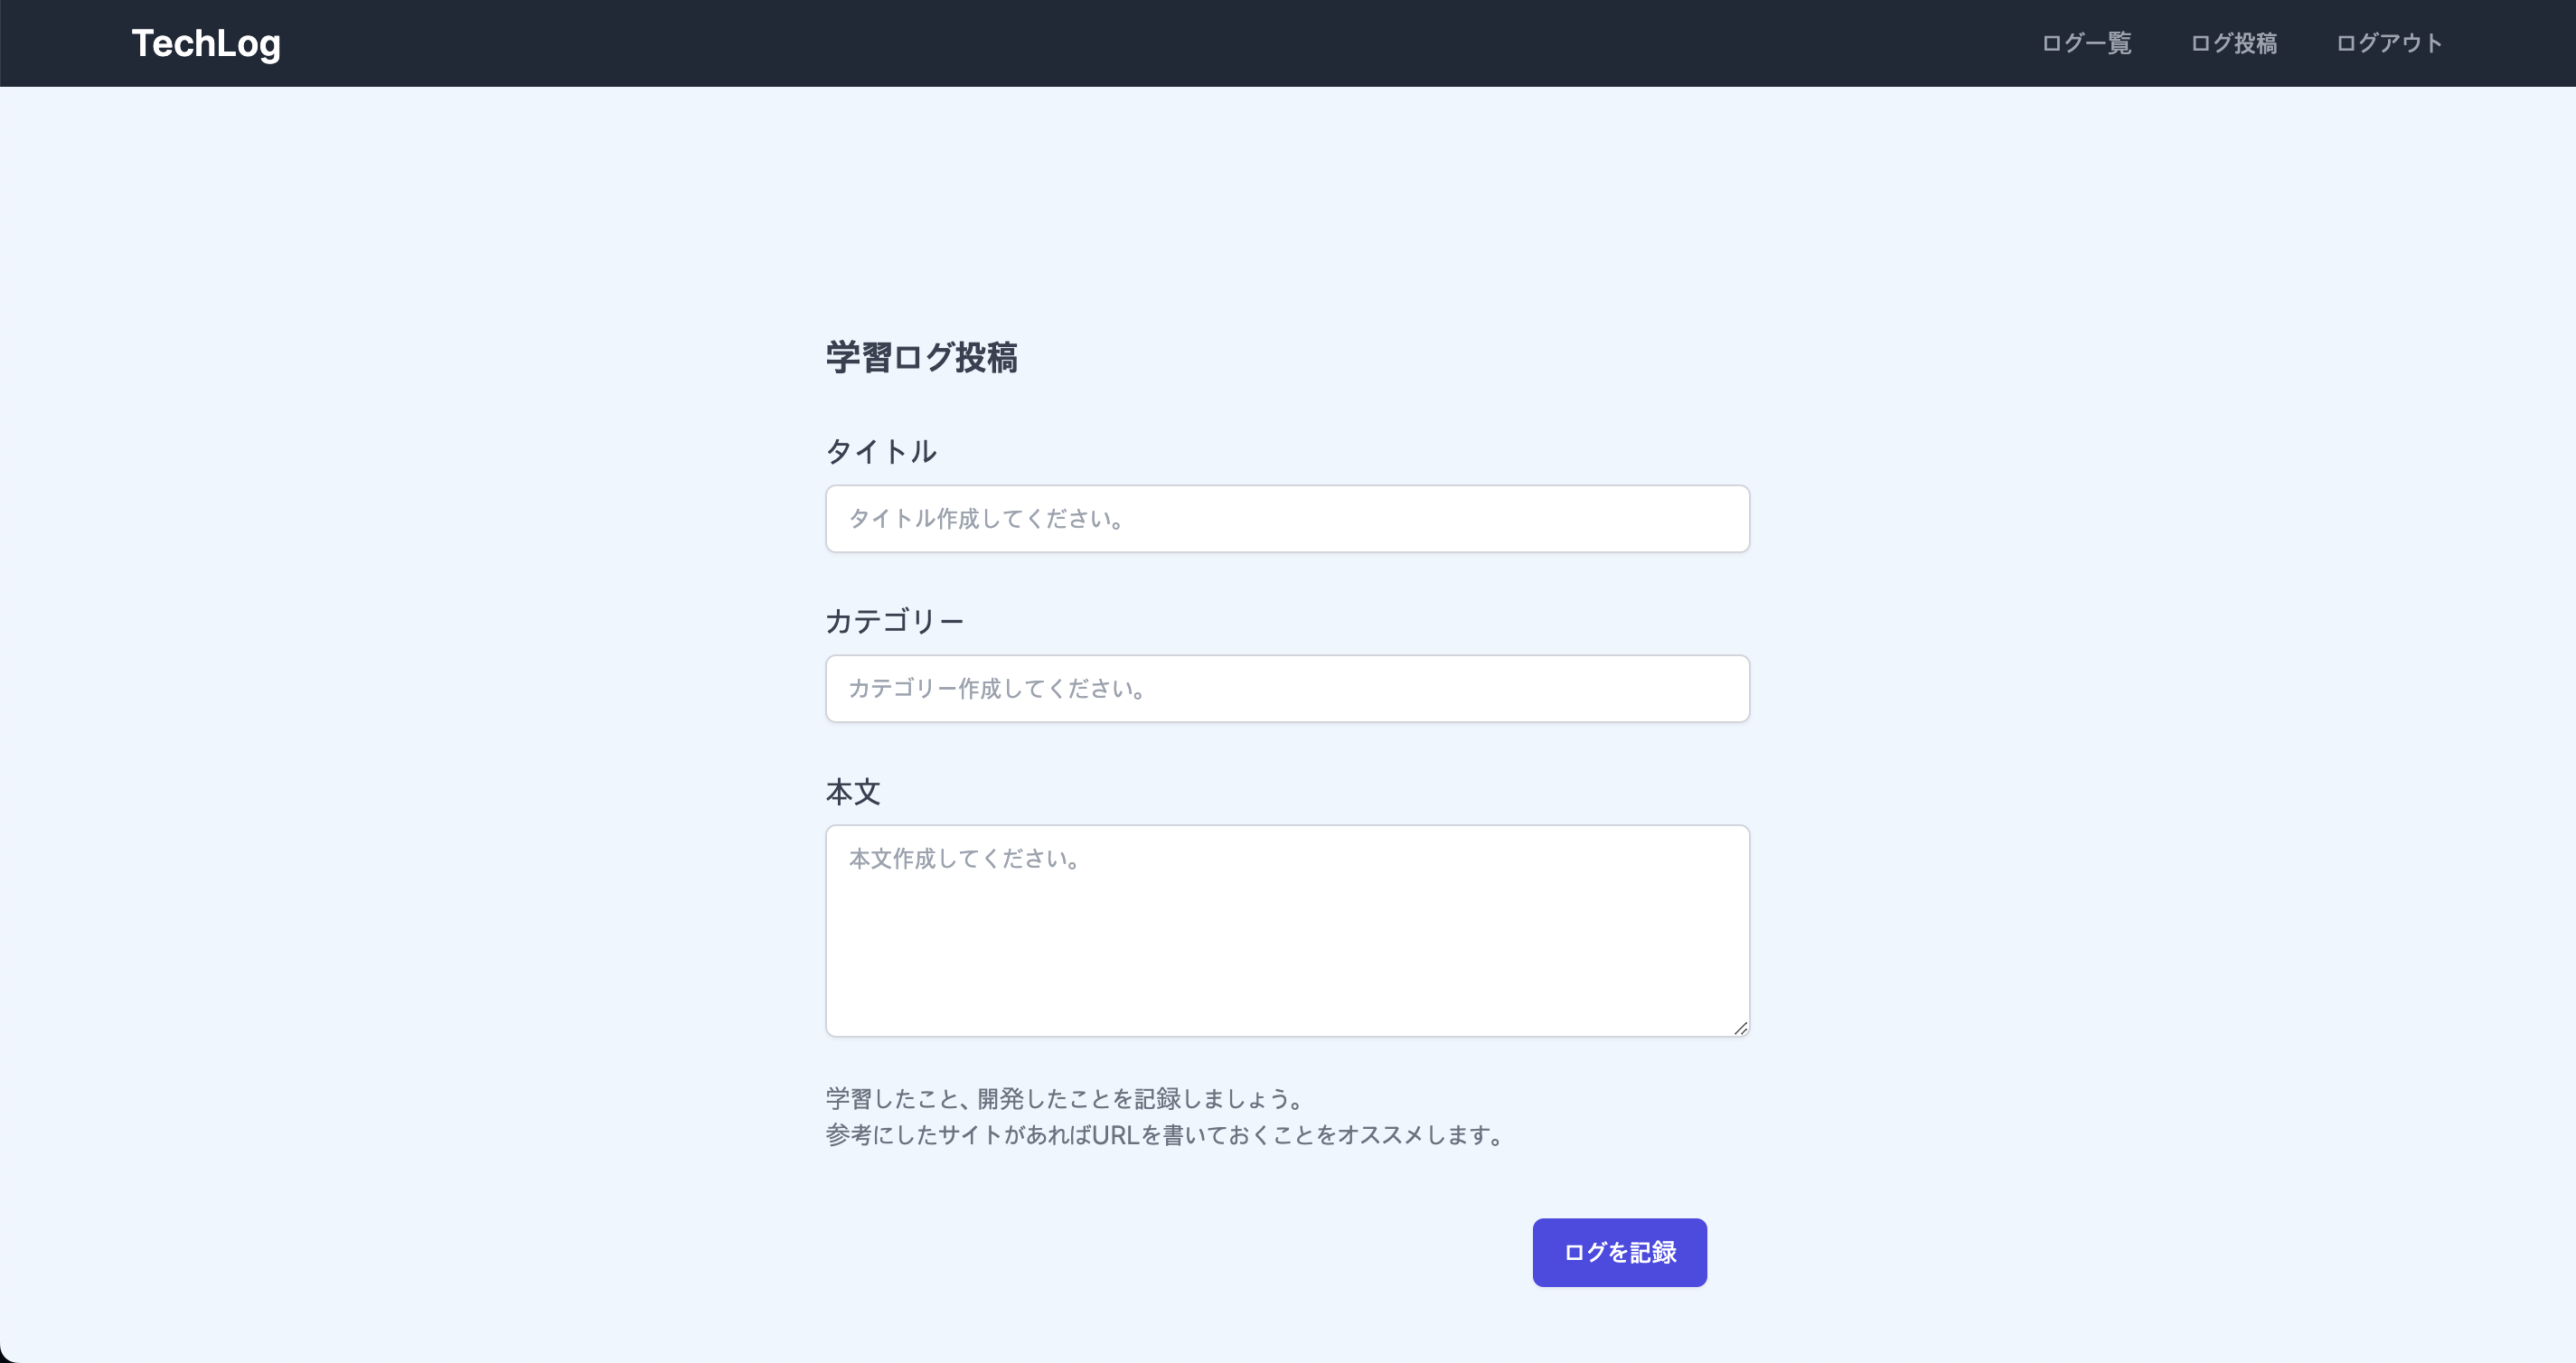 TechLog
ログ一覧 ログ投稿 ログアウト
学習ログ投稿
タイトル
タイトル作成してください。
カテゴリー
カテゴリー作成してください。
本文
本文作成してください。
学習したこと、開発したことを記録しましょう。
参考にしたサイトがあればURLを書いておくことをオススメします。
ログを記録